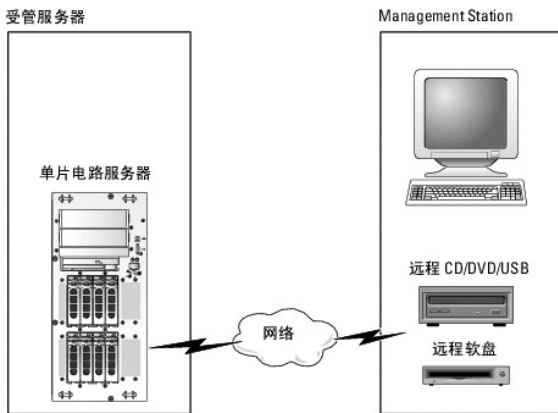 受管服务器
Management Station
单片电路服务器
远程 CD/DVD/USB
网络
远程软盘